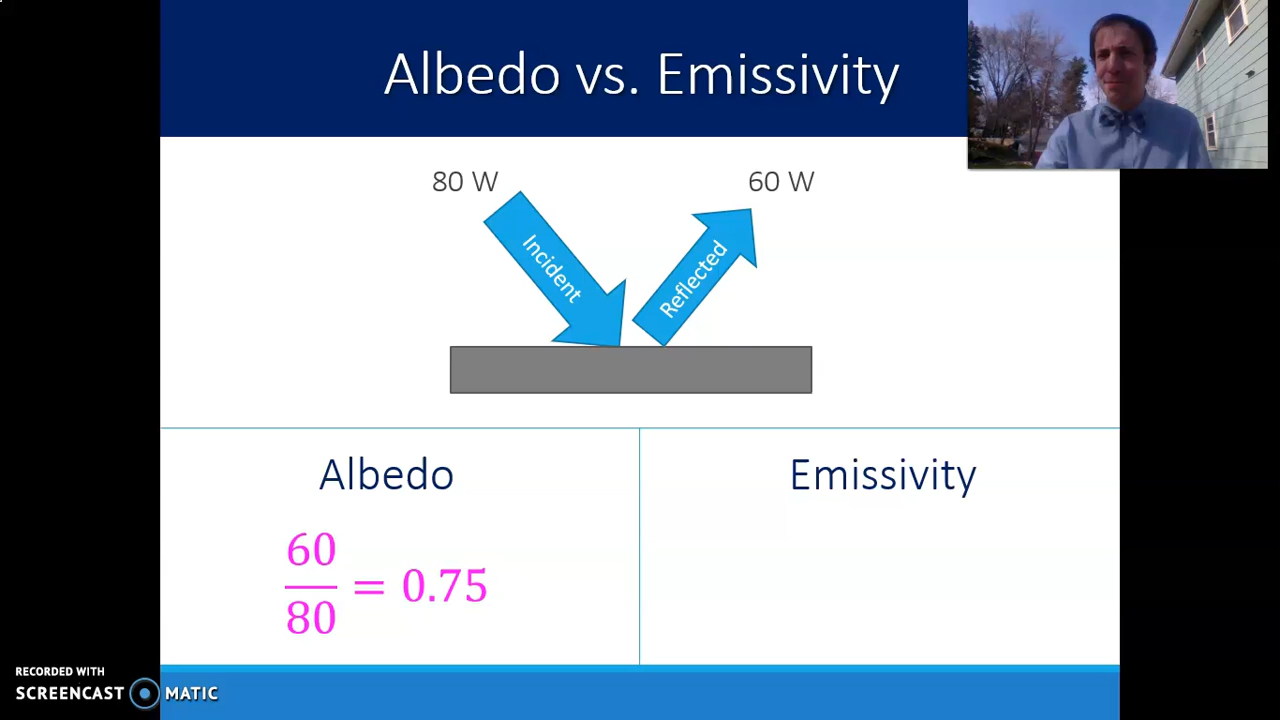 Albedo vs. Emissivity
80 W
60 W
Incident
Reflected
Albedo
Emissivity
60
80
= 0.75
RECORDED WITH
SCREENCAST MATIC